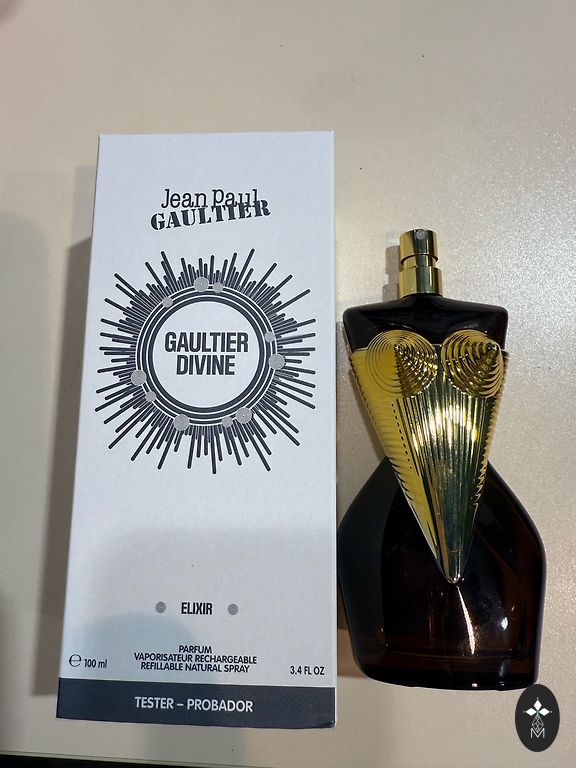 Jean Paul
GAULTIER
GAULTIER
DIVINE
ELIXIR
PARFUM
VAPORISATEUR RECHARGEABLE
REFILLABLE NATURAL SPRAY
℮ 100 ml
3.4 FL OZ
TESTER – PROBADOR